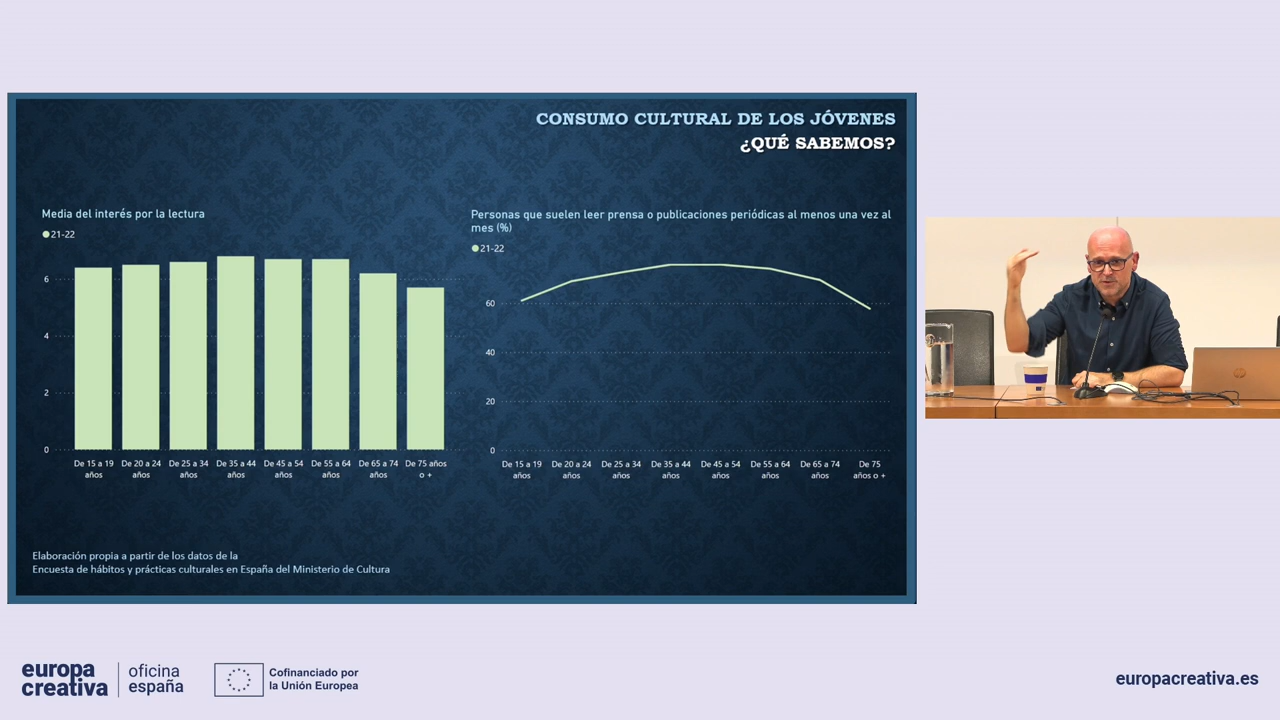 CONSUMO CULTURAL DE LOS JÓVENES
¿QUÉ SABEMOS?
Media del interés por la lectura
21-22
6
4
2
0
De 15 a 19 años
De 20 a 24 años
De 25 a 34 años
De 35 a 44 años
De 45 a 54 años
De 55 a 64 años
De 65 a 74 años
De 75 años o +
Personas que suelen leer prensa o publicaciones periódicas al menos una vez al
mes (%)
21-22
60
40
20
0
De 15 a 19 años
De 20 a 24 años
De 25 a 34 años
De 35 a 44 años
De 45 a 54 años
De 55 a 64 años
De 65 a 74 años
De 75 años o +
Elaboración propia a partir de los datos de la
Encuesta de hábitos y prácticas culturales en España del Ministerio de Cultura
hp
europa
creativa
oficina
españa
Cofinanciado por
la Unión Europea
europacreativa.es